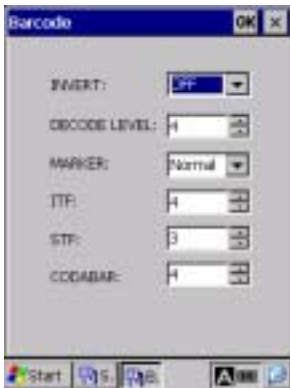 Barcode OK ×
INVERT: OFF
DECODE LEVEL: 4
MARKER: Normal
ITF: 4
STF: 3
CODABAR: 4
Start S.. B.. A